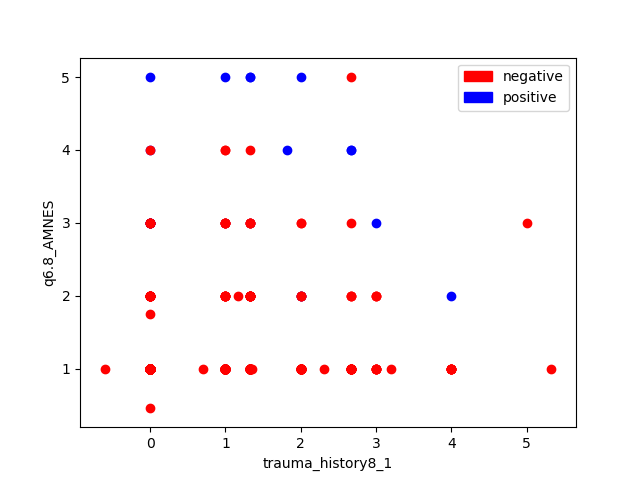 negative
positive
5
4
3
2
1
q6.8_AMNES
0 1 2 3 4 5
trauma_history8_1